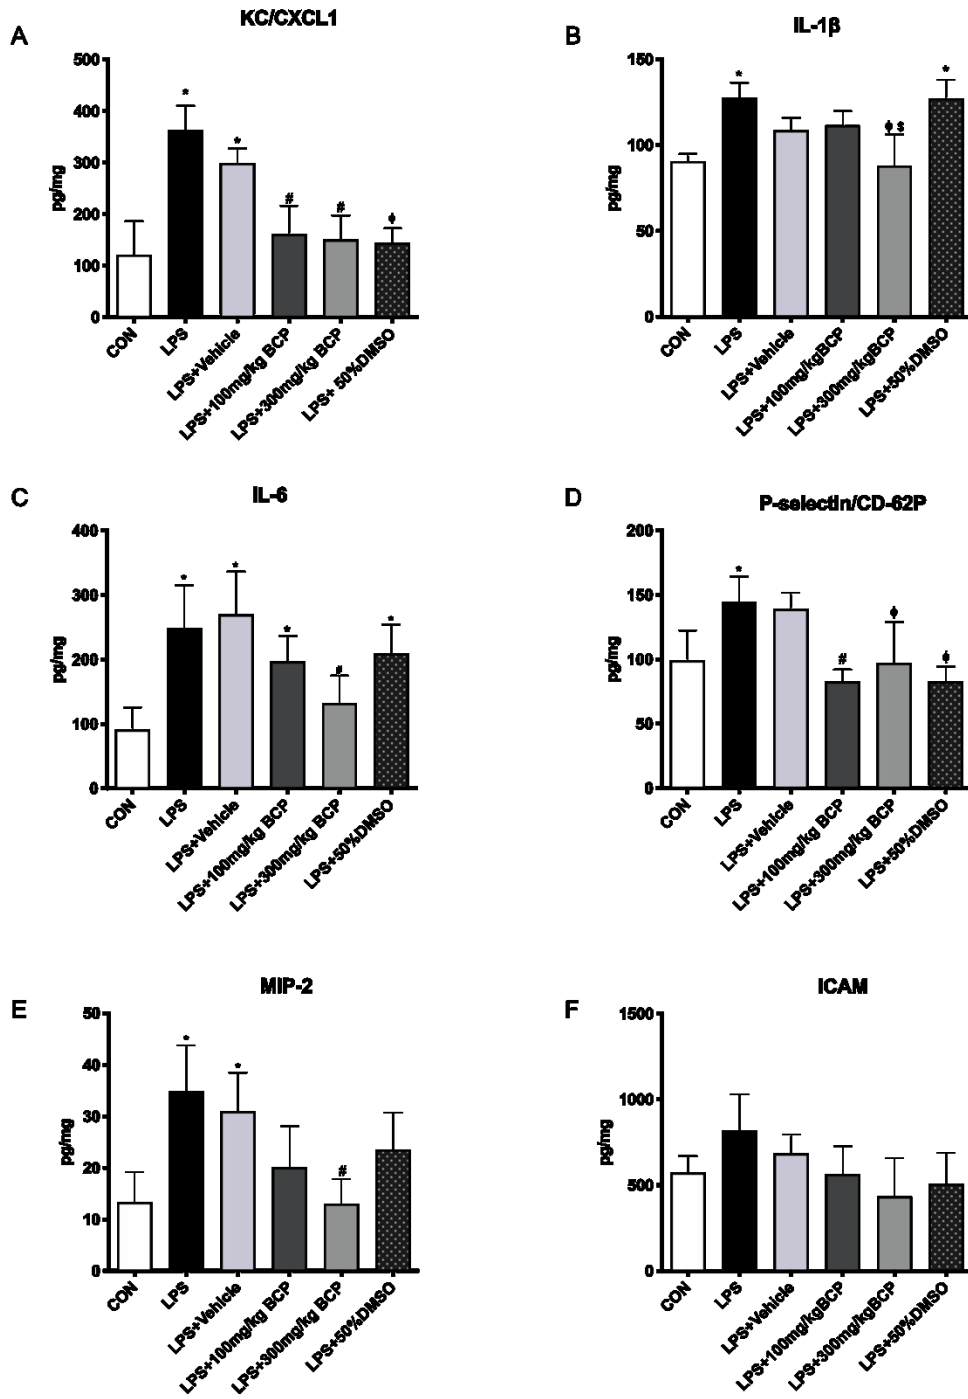 A
KC/CXCL1
pg/mg
500
400
300
200
100
0
* * # # ϕ
CON
LPS
LPS+Vehicle
LPS+100mg/kg BCP
LPS+300mg/kg BCP
LPS+ 50%DMSO
B
IL-1β
pg/mg
150
100
50
0
* ϕ $ *
CON
LPS
LPS+Vehicle
LPS+100mg/kgBCP
LPS+300mg/kgBCP
LPS+50%DMSO
C
IL-6
pg/mg
400
300
200
100
0
* * * # *
CON
LPS
LPS+Vehicle
LPS+100mg/kg BCP
LPS+300mg/kg BCP
LPS+50%DMSO
D
P-selectin/CD-62P
pg/mg
200
150
100
50
0
* # ϕ ϕ
CON
LPS
LPS+Vehicle
LPS+100mg/kg BCP
LPS+300mg/kg BCP
LPS+50%DMSO
E
MIP-2
pg/mg
50
40
30
20
10
0
* * #
CON
LPS
LPS+Vehicle
LPS+100mg/kg BCP
LPS+300mg/kg BCP
LPS+50%DMSO
F
ICAM
pg/mg
1500
1000
500
0
CON
LPS
LPS+Vehicle
LPS+100mg/kgBCP
LPS+300mg/kgBCP
LPS+50%DMSO